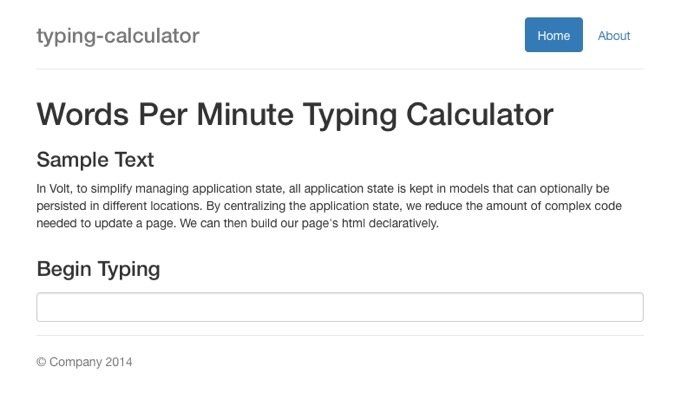 typing-calculator
Home About
Words Per Minute Typing Calculator
Sample Text
In Volt, to simplify managing application state, all application state is kept in models that can optionally be
persisted in different locations. By centralizing the application state, we reduce the amount of complex code
needed to update a page. We can then build our page's html declaratively.
Begin Typing
© Company 2014